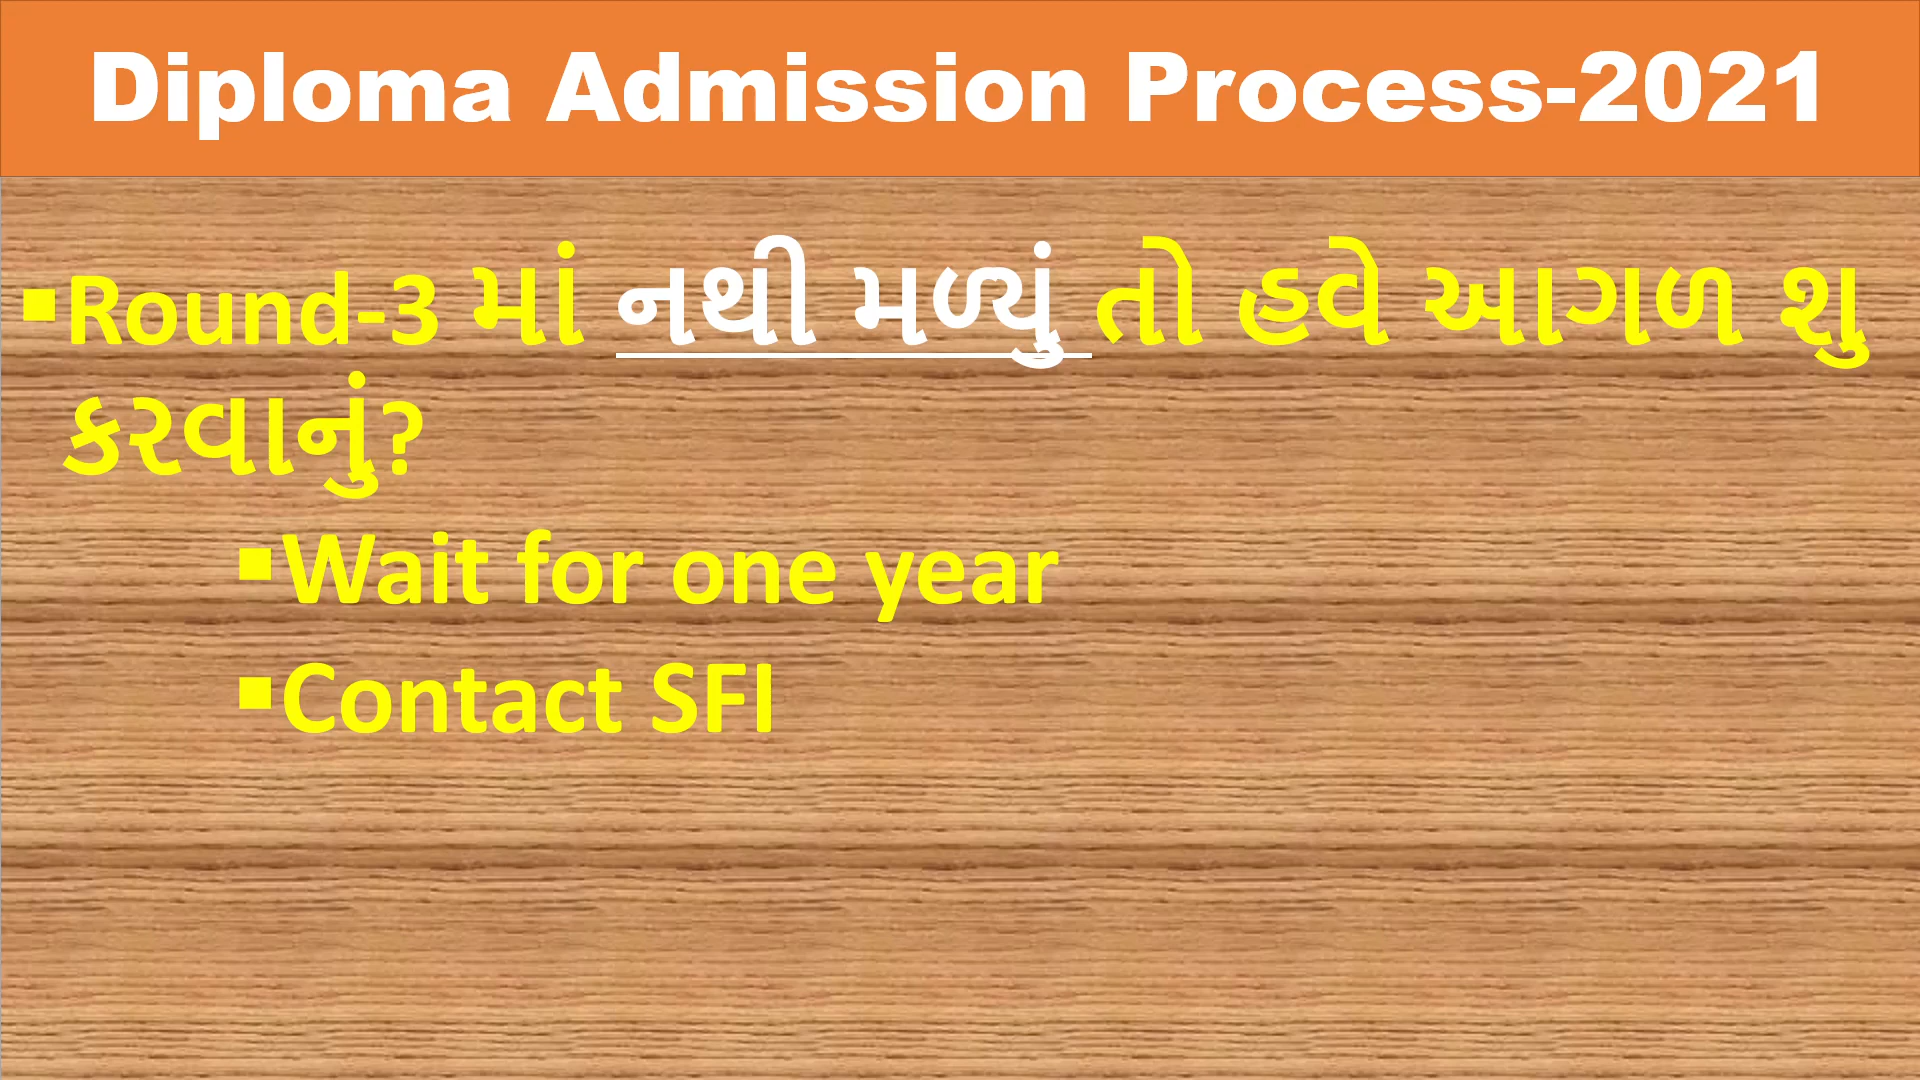 Diploma Admission Process-2021
▪Round-3 માં નથી મળ્યું તો હવે આગળ શુ
કરવાનું?
▪Wait for one year
▪Contact SFI